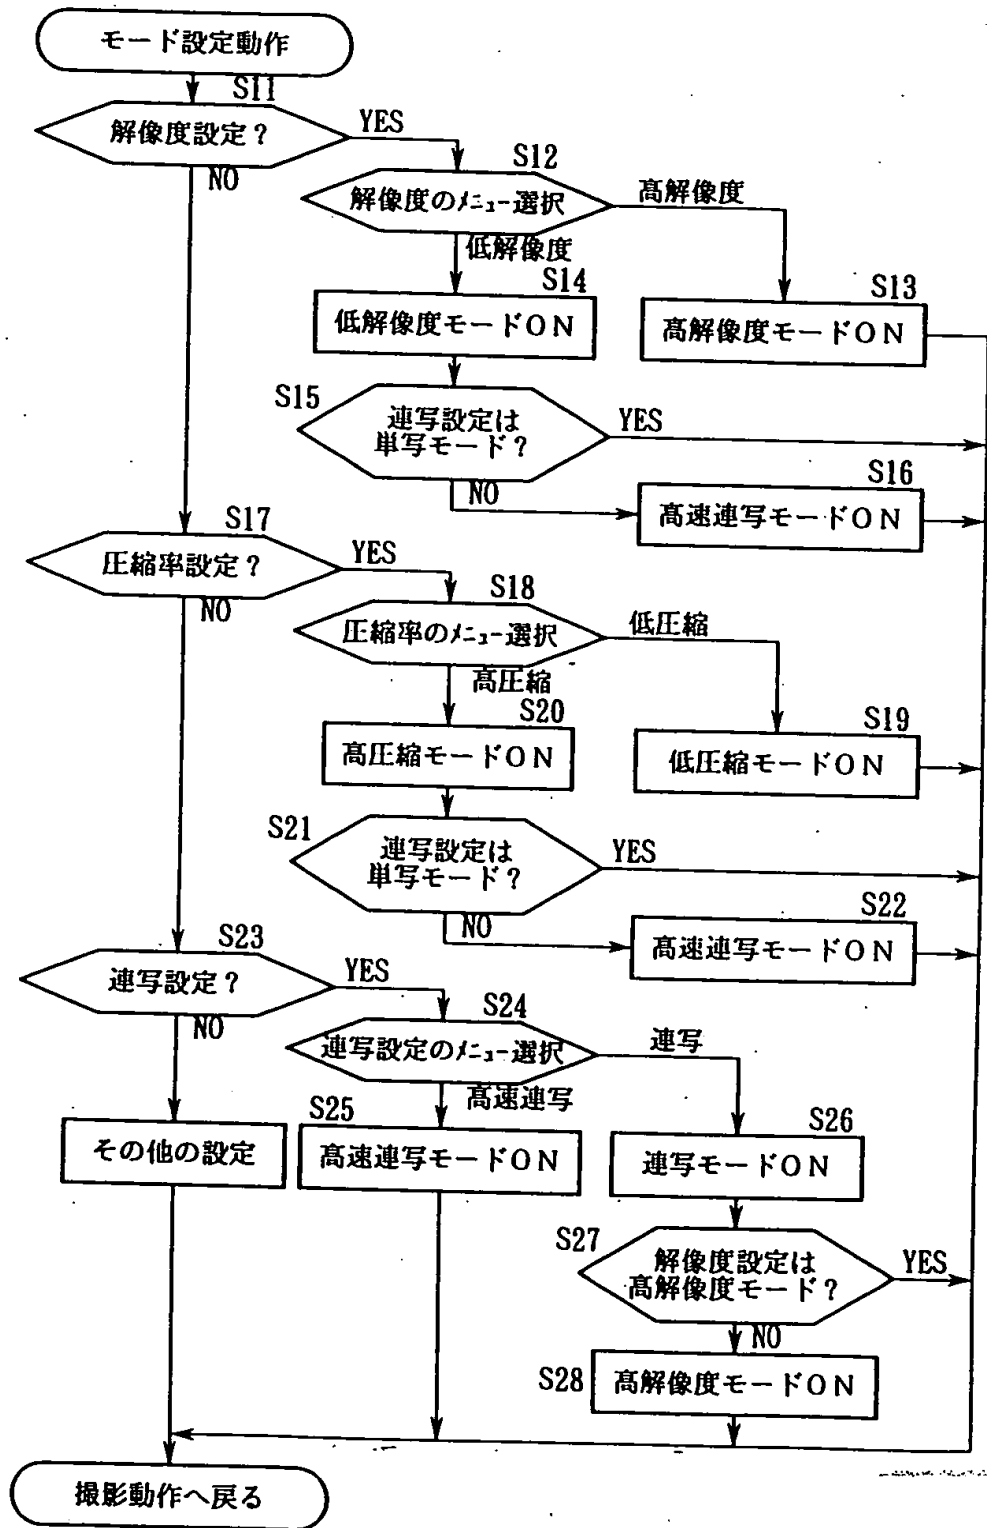 モード設定動作
S11
解像度設定？
YES
NO
S12
解像度のメニュー選択
高解像度
低解像度
S14
低解像度モードON
S13
高解像度モードON
S15
連写設定は
単写モード？
YES
NO
S16
高速連写モードON
S17
圧縮率設定？
YES
NO
S18
圧縮率のメニュー選択
低圧縮
高圧縮
S20
高圧縮モードON
S19
低圧縮モードON
S21
連写設定は
単写モード？
YES
NO
S22
高速連写モードON
S23
連写設定？
YES
NO
S24
連写設定のメニュー選択
連写
高速連写
その他の設定
S25
高速連写モードON
S26
連写モードON
S27
解像度設定は
高解像度モード？
YES
NO
S28
高解像度モードON
撮影動作へ戻る